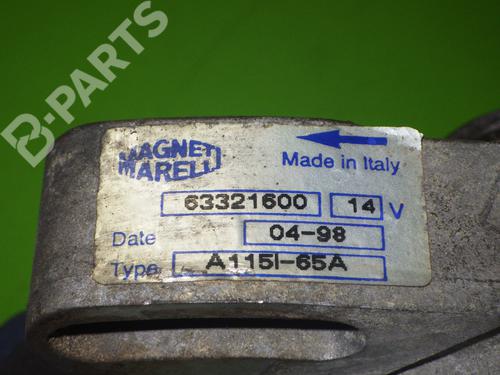 B-PARTS
MAGNETI
MARELLI
Made in Italy
63321600 14 V
Date 04-98
Type A115I-65A